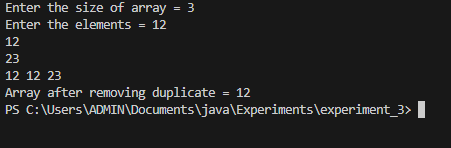 Enter the size of array = 3
Enter the elements = 12
12
23
12 12 23
Array after removing duplicate = 12
PS C:\Users\ADMIN\Documents\java\Experiments\experiment_3>